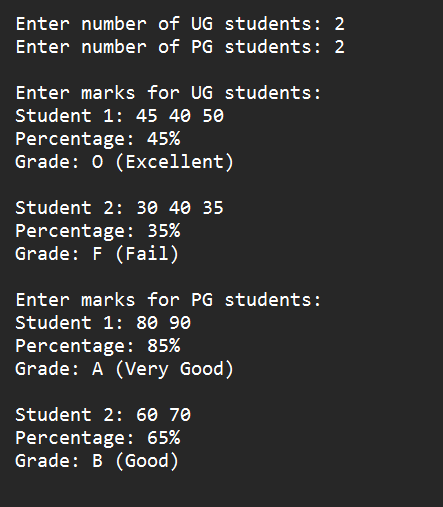 Enter number of UG students: 2
Enter number of PG students: 2
Enter marks for UG students:
Student 1: 45 40 50
Percentage: 45%
Grade: O (Excellent)
Student 2: 30 40 35
Percentage: 35%
Grade: F (Fail)
Enter marks for PG students:
Student 1: 80 90
Percentage: 85%
Grade: A (Very Good)
Student 2: 60 70
Percentage: 65%
Grade: B (Good)